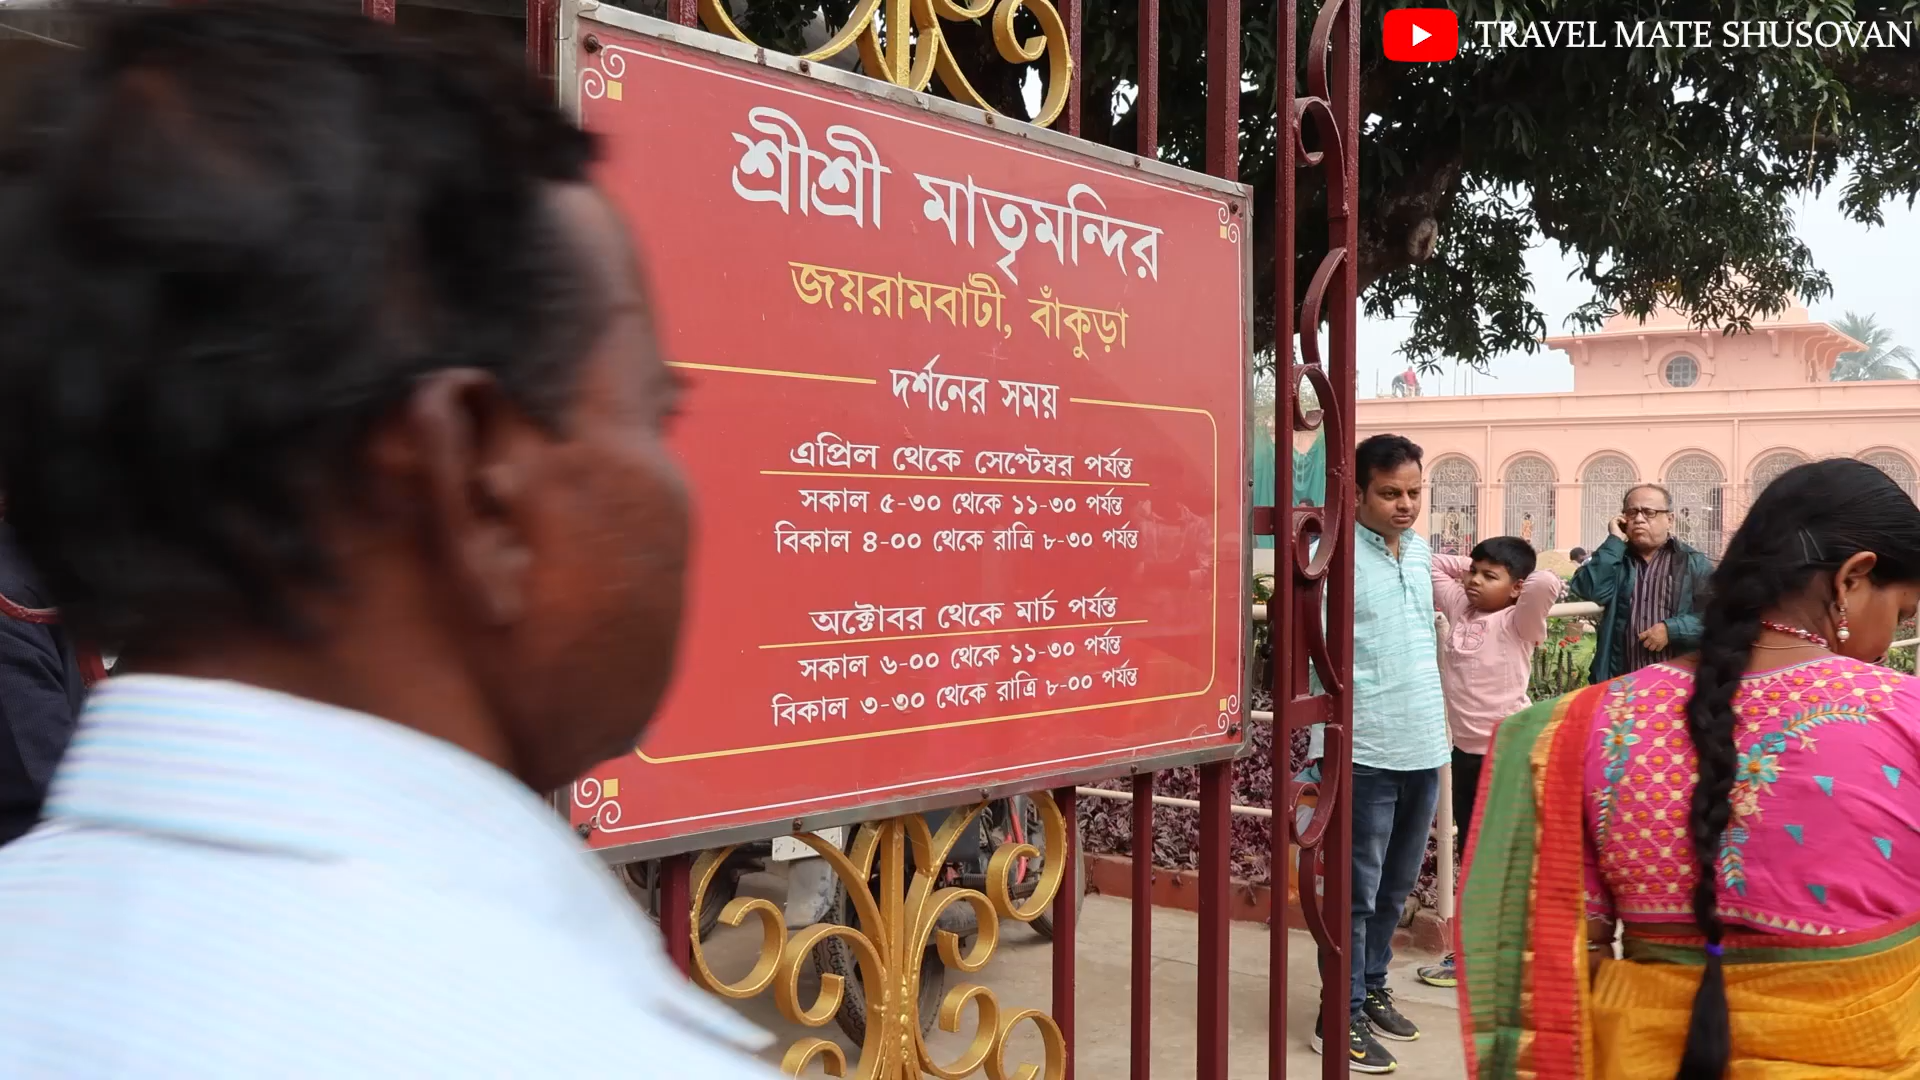 TRAVEL MATE SHUSOVAN
শ্রীশ্রী মাতৃমন্দির
জয়রামবাটী, বাঁকুড়া
দর্শনের সময়
এপ্রিল থেকে সেপ্টেম্বর পর্যন্ত
সকাল ৫-৩০ থেকে ১১-৩০ পর্যন্ত
বিকাল ৪-০০ থেকে রাত্রি ৮-৩০ পর্যন্ত
অক্টোবর থেকে মার্চ পর্যন্ত
সকাল ৬-০০ থেকে ১১-৩০ পর্যন্ত
বিকাল ৩-৩০ থেকে রাত্রি ৮-০০ পর্যন্ত